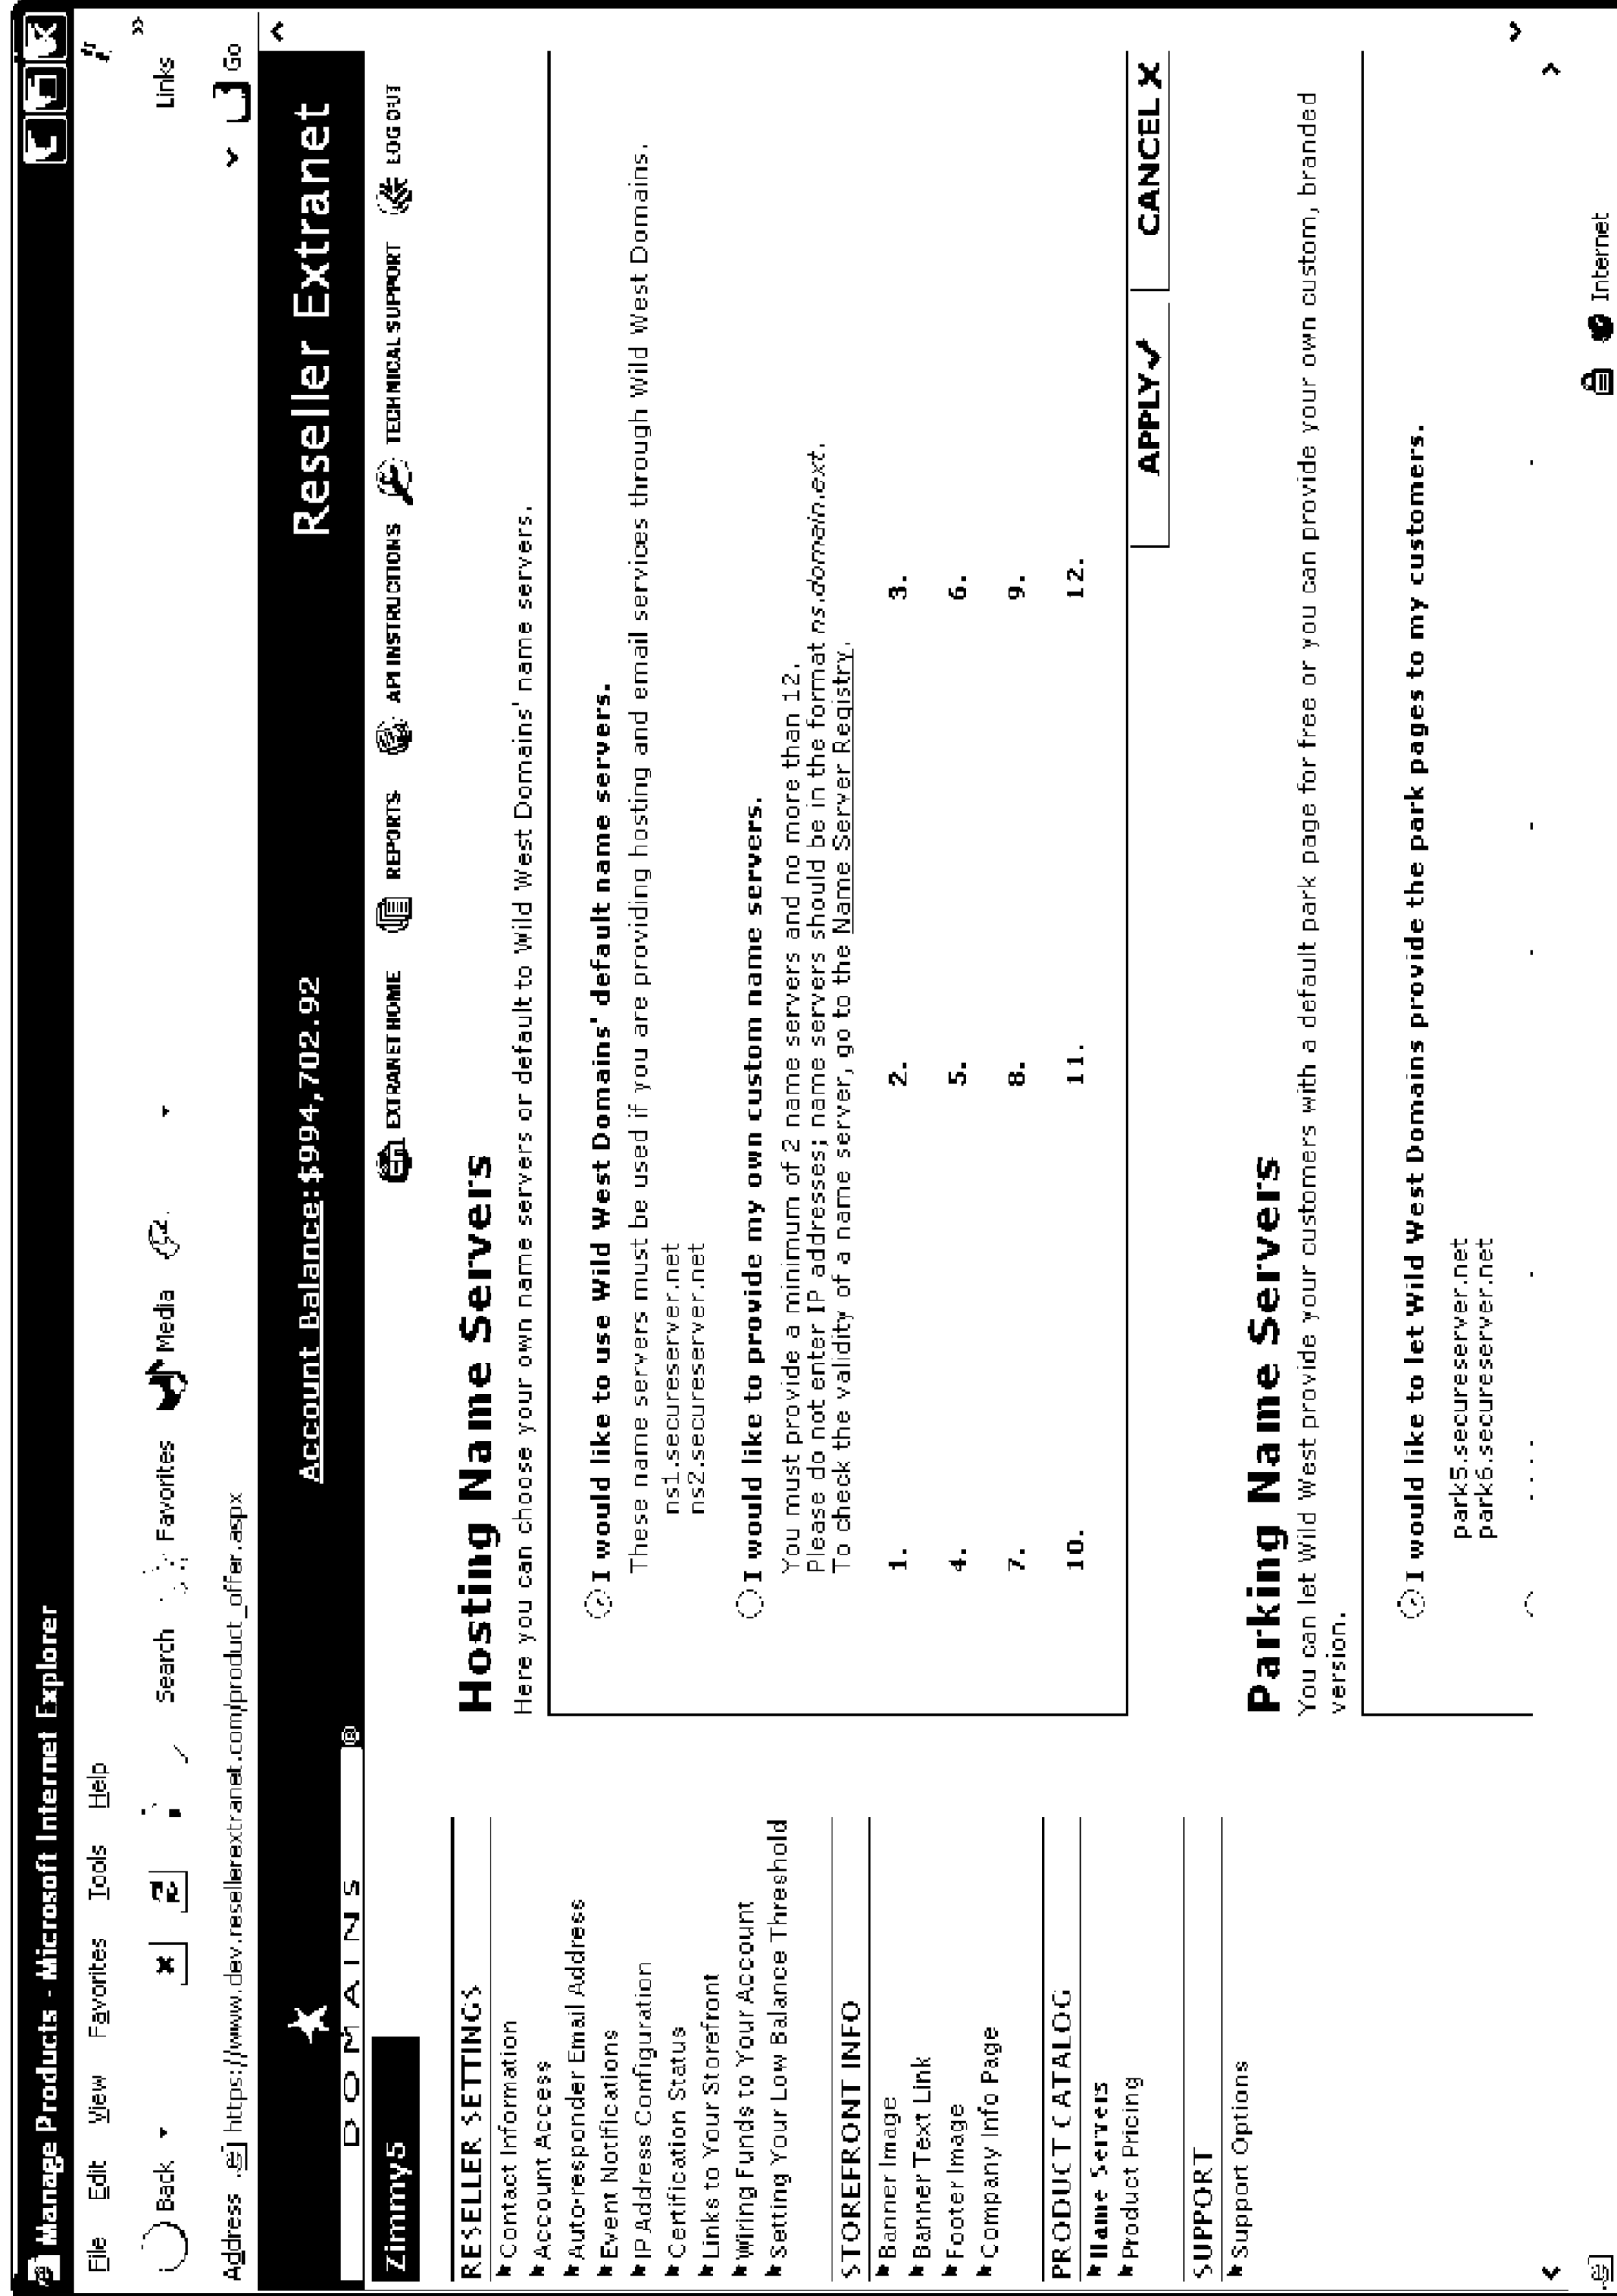 Manage Products - Microsoft Internet Explorer
File Edit View Favorites Tools Help
Back Search Favorites Media Links »
Address https://www.dev.resellerextranet.com/product_offer.aspx Go
DOMAINS®
Account Balance:$994,702.92
Reseller Extranet
Zimmy5
EXTRANET HOME REPORTS API INSTRUCTIONS TECHNICAL SUPPORT LOG OUT
RESELLER SETTINGS
Contact Information
Account Access
Auto-responder Email Address
Event Notifications
IP Address Configuration
Certification Status
Links to Your Storefront
Wiring Funds to Your Account
Setting Your Low Balance Threshold
STOREFRONT INFO
Banner Image
Banner Text Link
Footer Image
Company Info Page
PRODUCT CATALOG
Name Servers
Product Pricing
SUPPORT
Support Options
Hosting Name Servers
Here you can choose your own name servers or default to Wild West Domains' name servers.
I would like to use Wild West Domains' default name servers.
These name servers must be used if you are providing hosting and email services through Wild West Domains.
ns1.secureserver.net
ns2.secureserver.net
I would like to provide my own custom name servers.
You must provide a minimum of 2 name servers and no more than 12.
Please do not enter IP addresses; name servers should be in the format ns.domain.ext.
To check the validity of a name server, go to the Name Server Registry.
1. 2. 3.
4. 5. 6.
7. 8. 9.
10. 11. 12.
APPLY CANCEL X
Parking Name Servers
You can let Wild West provide your customers with a default park page for free or you can provide your own custom, branded
version.
I would like to let Wild West Domains provide the park pages to my customers.
park5.secureserver.net
park6.secureserver.net
Internet